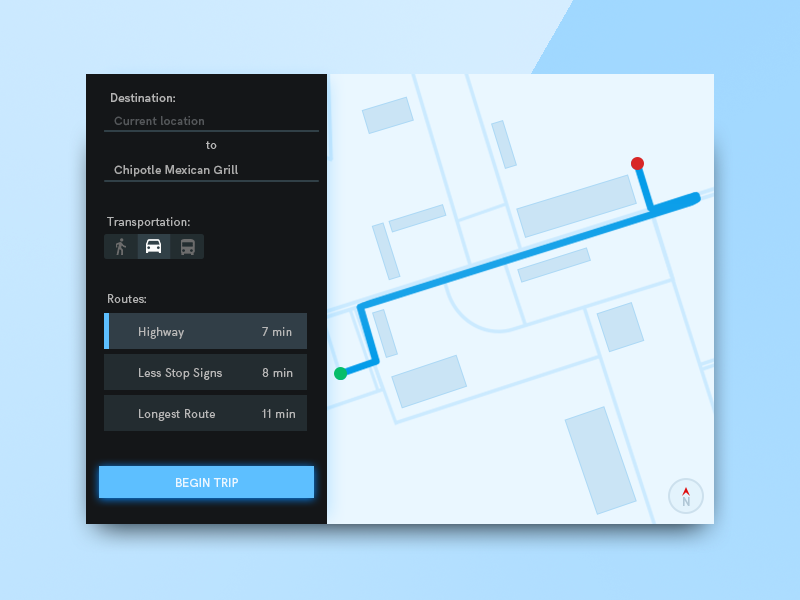 Destination:
Current location
to
Chipotle Mexican Grill
Transportation:
Routes:
Highway 7 min
Less Stop Signs 8 min
Longest Route 11 min
BEGIN TRIP
N